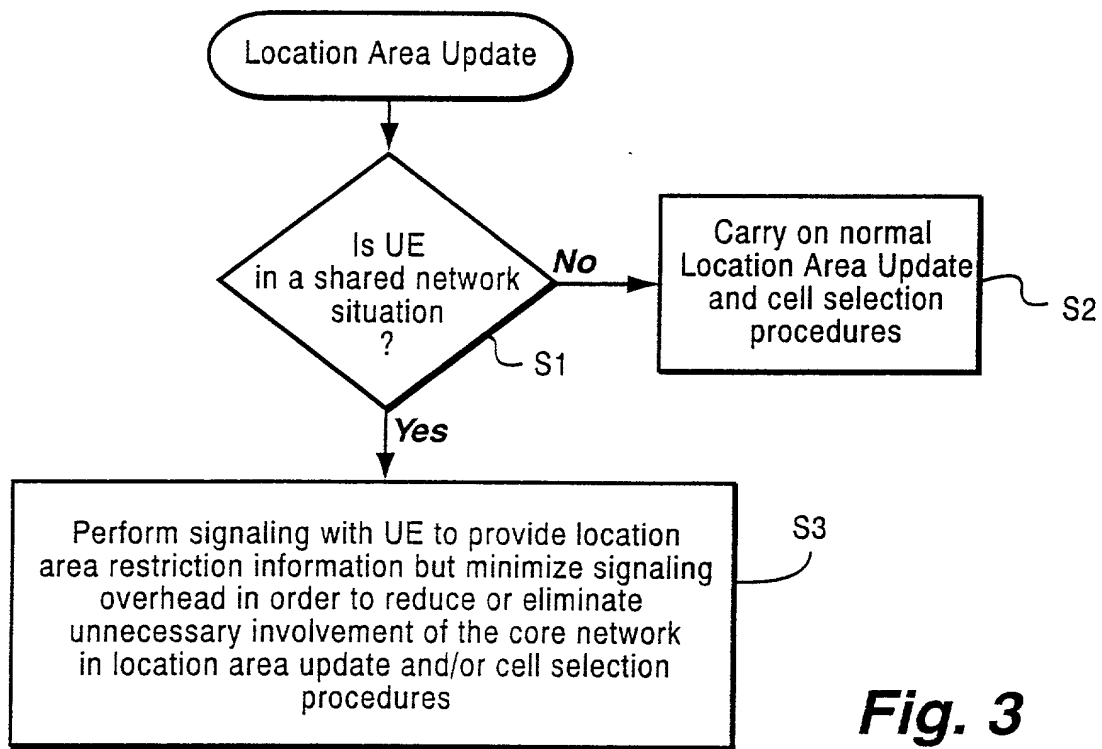 Location Area Update
Is UE
in a shared network
situation
?
No
S1
Carry on normal
Location Area Update
and cell selection
procedures
S2
Yes
Perform signaling with UE to provide location
area restriction information but minimize signaling
overhead in order to reduce or eliminate
unnecessary involvement of the core network
in location area update and/or cell selection
procedures
S3
Fig. 3